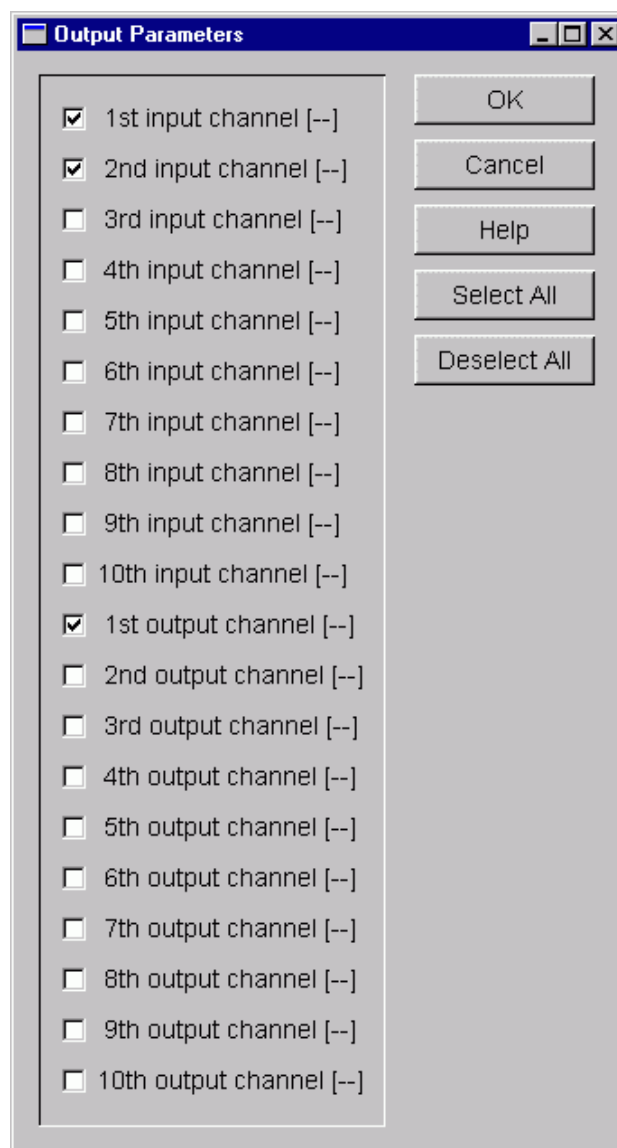 Output Parameters
1st input channel [--]
2nd input channel [--]
3rd input channel [--]
4th input channel [--]
5th input channel [--]
6th input channel [--]
7th input channel [--]
8th input channel [--]
9th input channel [--]
10th input channel [--]
1st output channel [--]
2nd output channel [--]
3rd output channel [--]
4th output channel [--]
5th output channel [--]
6th output channel [--]
7th output channel [--]
8th output channel [--]
9th output channel [--]
10th output channel [--]
OK
Cancel
Help
Select All
Deselect All